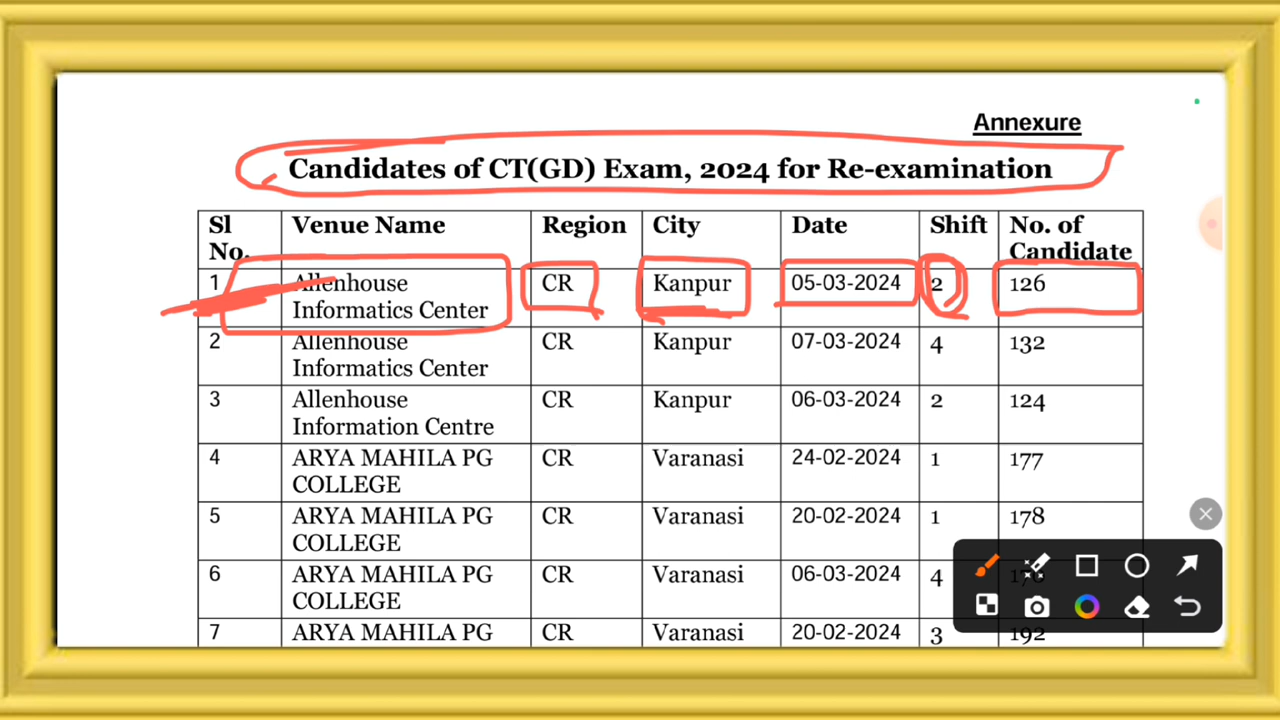 Annexure
Candidates of CT(GD) Exam, 2024 for Re-examination
Sl No. Venue Name Region City Date Shift No. of Candidate
1 Allenhouse Informatics Center CR Kanpur 05-03-2024 2 126
2 Allenhouse Informatics Center CR Kanpur 07-03-2024 4 132
3 Allenhouse Information Centre CR Kanpur 06-03-2024 2 124
4 ARYA MAHILA PG COLLEGE CR Varanasi 24-02-2024 1 177
5 ARYA MAHILA PG COLLEGE CR Varanasi 20-02-2024 1 178
6 ARYA MAHILA PG COLLEGE CR Varanasi 06-03-2024 4
7 ARYA MAHILA PG CR Varanasi 20-02-2024 3 192